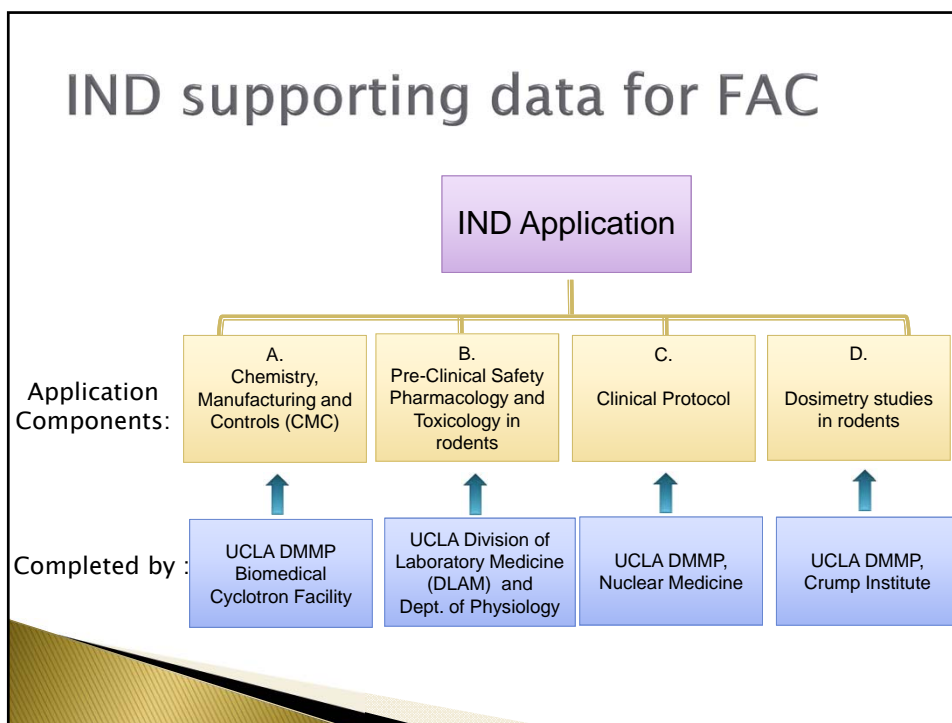 IND supporting data for FAC
IND Application
Application
Components:
A.
Chemistry,
Manufacturing and
Controls (CMC)
B.
Pre-Clinical Safety
Pharmacology and
Toxicology in
rodents
C.
Clinical Protocol
D.
Dosimetry studies
in rodents
Completed by :
UCLA DMMP
Biomedical
Cyclotron Facility
UCLA Division of
Laboratory Medicine
(DLAM) and
Dept. of Physiology
UCLA DMMP,
Nuclear Medicine
UCLA DMMP,
Crump Institute